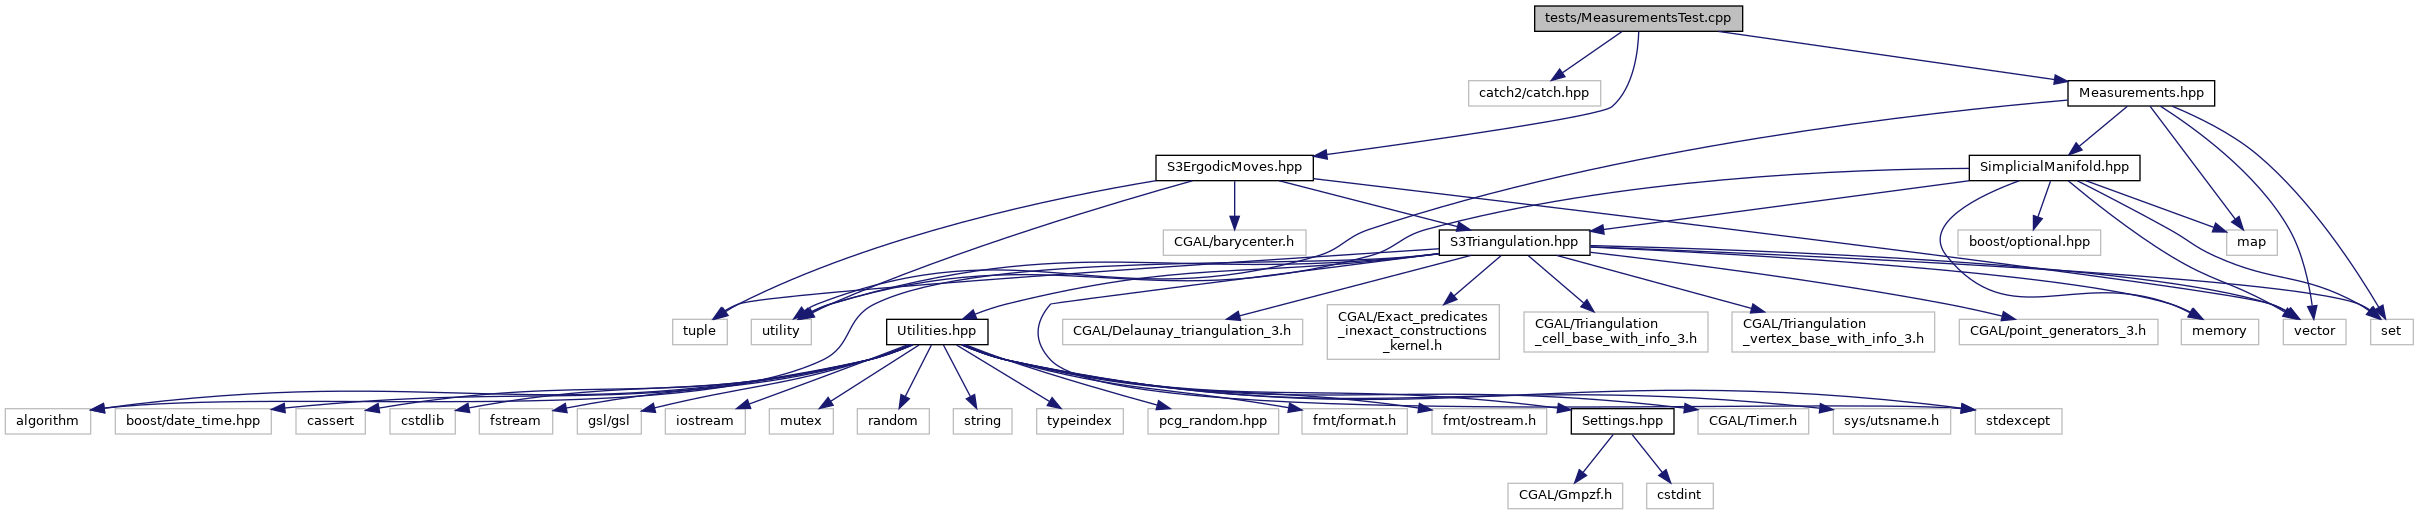 tests/MeasurementsTest.cpp
catch2/catch.hpp
Measurements.hpp
S3ErgodicMoves.hpp
SimplicialManifold.hpp
CGAL/barycenter.h
S3Triangulation.hpp
boost/optional.hpp
map
tuple
utility
Utilities.hpp
CGAL/Delaunay_triangulation_3.h
CGAL/Exact_predicates
_inexact_constructions
_kernel.h
CGAL/Triangulation
_cell_base_with_info_3.h
CGAL/Triangulation
_vertex_base_with_info_3.h
CGAL/point_generators_3.h
memory
vector
set
algorithm
boost/date_time.hpp
cassert
cstdlib
fstream
gsl/gsl
iostream
mutex
random
string
typeindex
pcg_random.hpp
fmt/format.h
fmt/ostream.h
Settings.hpp
CGAL/Timer.h
sys/utsname.h
stdexcept
CGAL/Gmpzf.h
cstdint